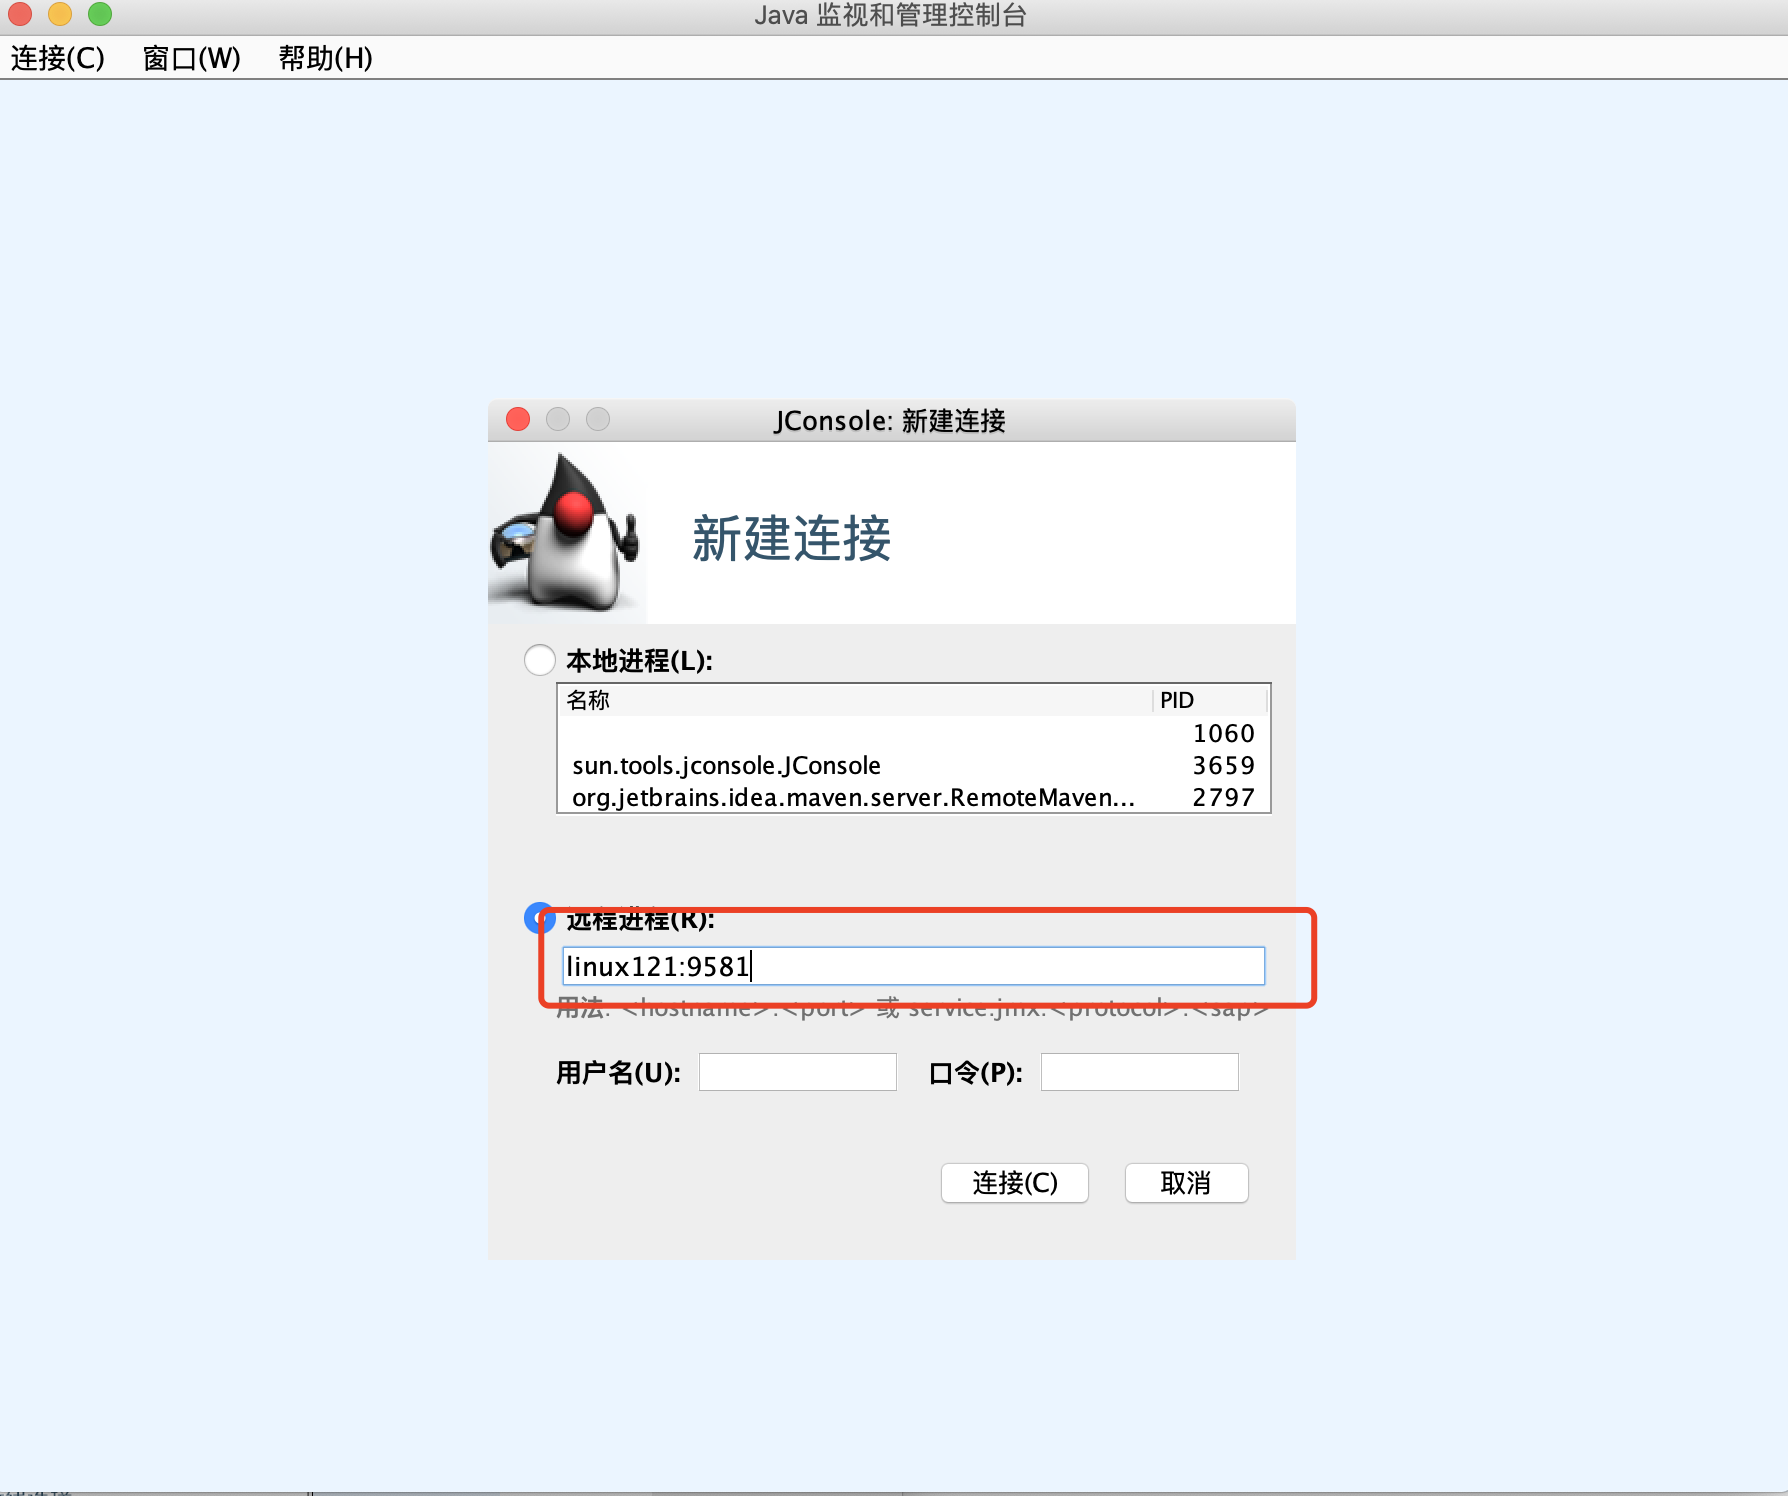 Java 监视和管理控制台
连接(C) 窗口(W) 帮助(H)
JConsole: 新建连接
新建连接
本地进程(L):
名称 PID
1060
sun.tools.jconsole.JConsole 3659
org.jetbrains.idea.maven.server.RemoteMaven... 2797
远程进程(R):
linux121:9581
用法: <hostname>:<port> 或 service:jmx:<protocol>:<sap>
用户名(U): 口令(P):
连接(C) 取消